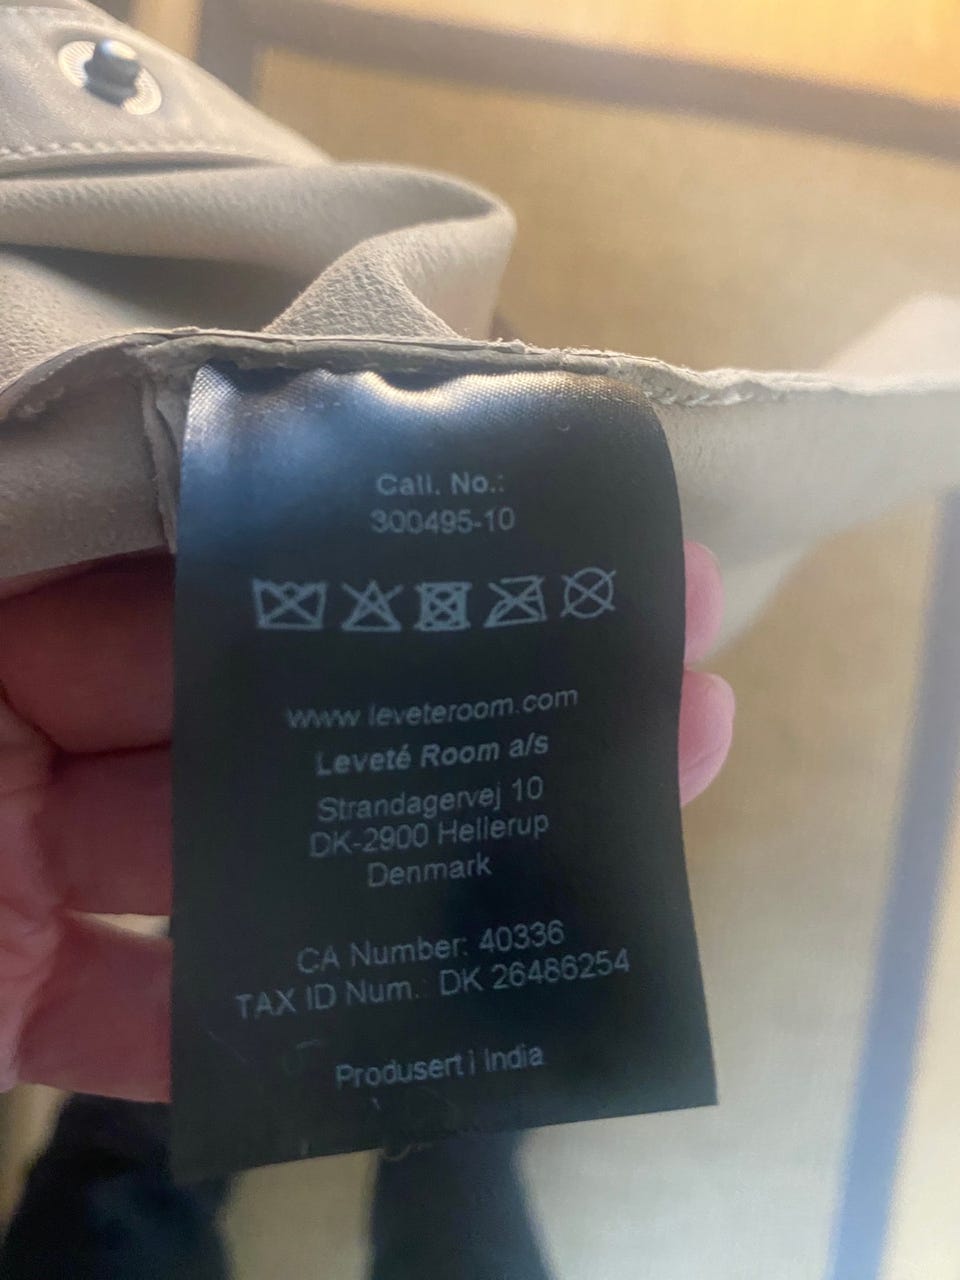 Call. No.:
300495-10
www leveteroom.com
Leveté Room a/s
Strandagervej 10
DK-2900 Hellerup
Denmark
CA Number: 40336
TAX ID Num.: DK 26486254
Produsert i India